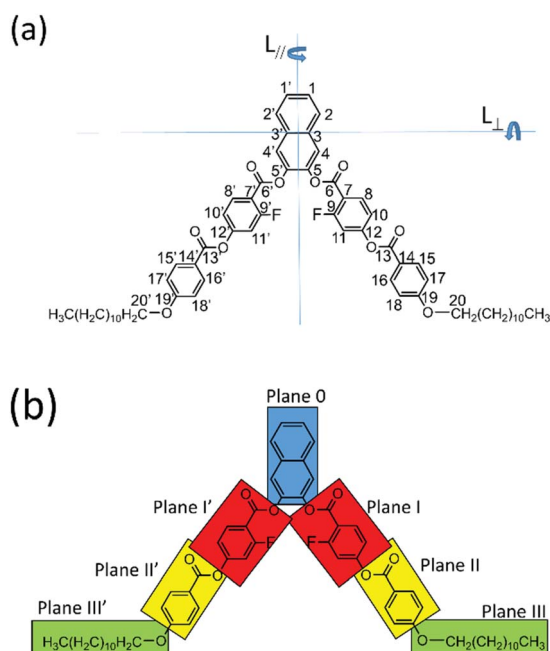 (a)
L//
1' 1
2' 2
3' 3
4' 4
5' 5
O O O O
6' 6
8' 7' 7 8
9' F F 9
10' 10
12' 11' 11 12
O O O O
13' 13
15' 14' 14 15
17' 16' 16 17
18' 18
19' 19
20' 20
H3C(H2C)10H2C O O CH2(CH2)10CH3
L⊥
(b)
Plane 0
Plane I' Plane I
O O O O
F F
Plane II' Plane II
O O O O
Plane III' Plane III
H3C(H2C)10H2C O O CH2(CH2)10CH3